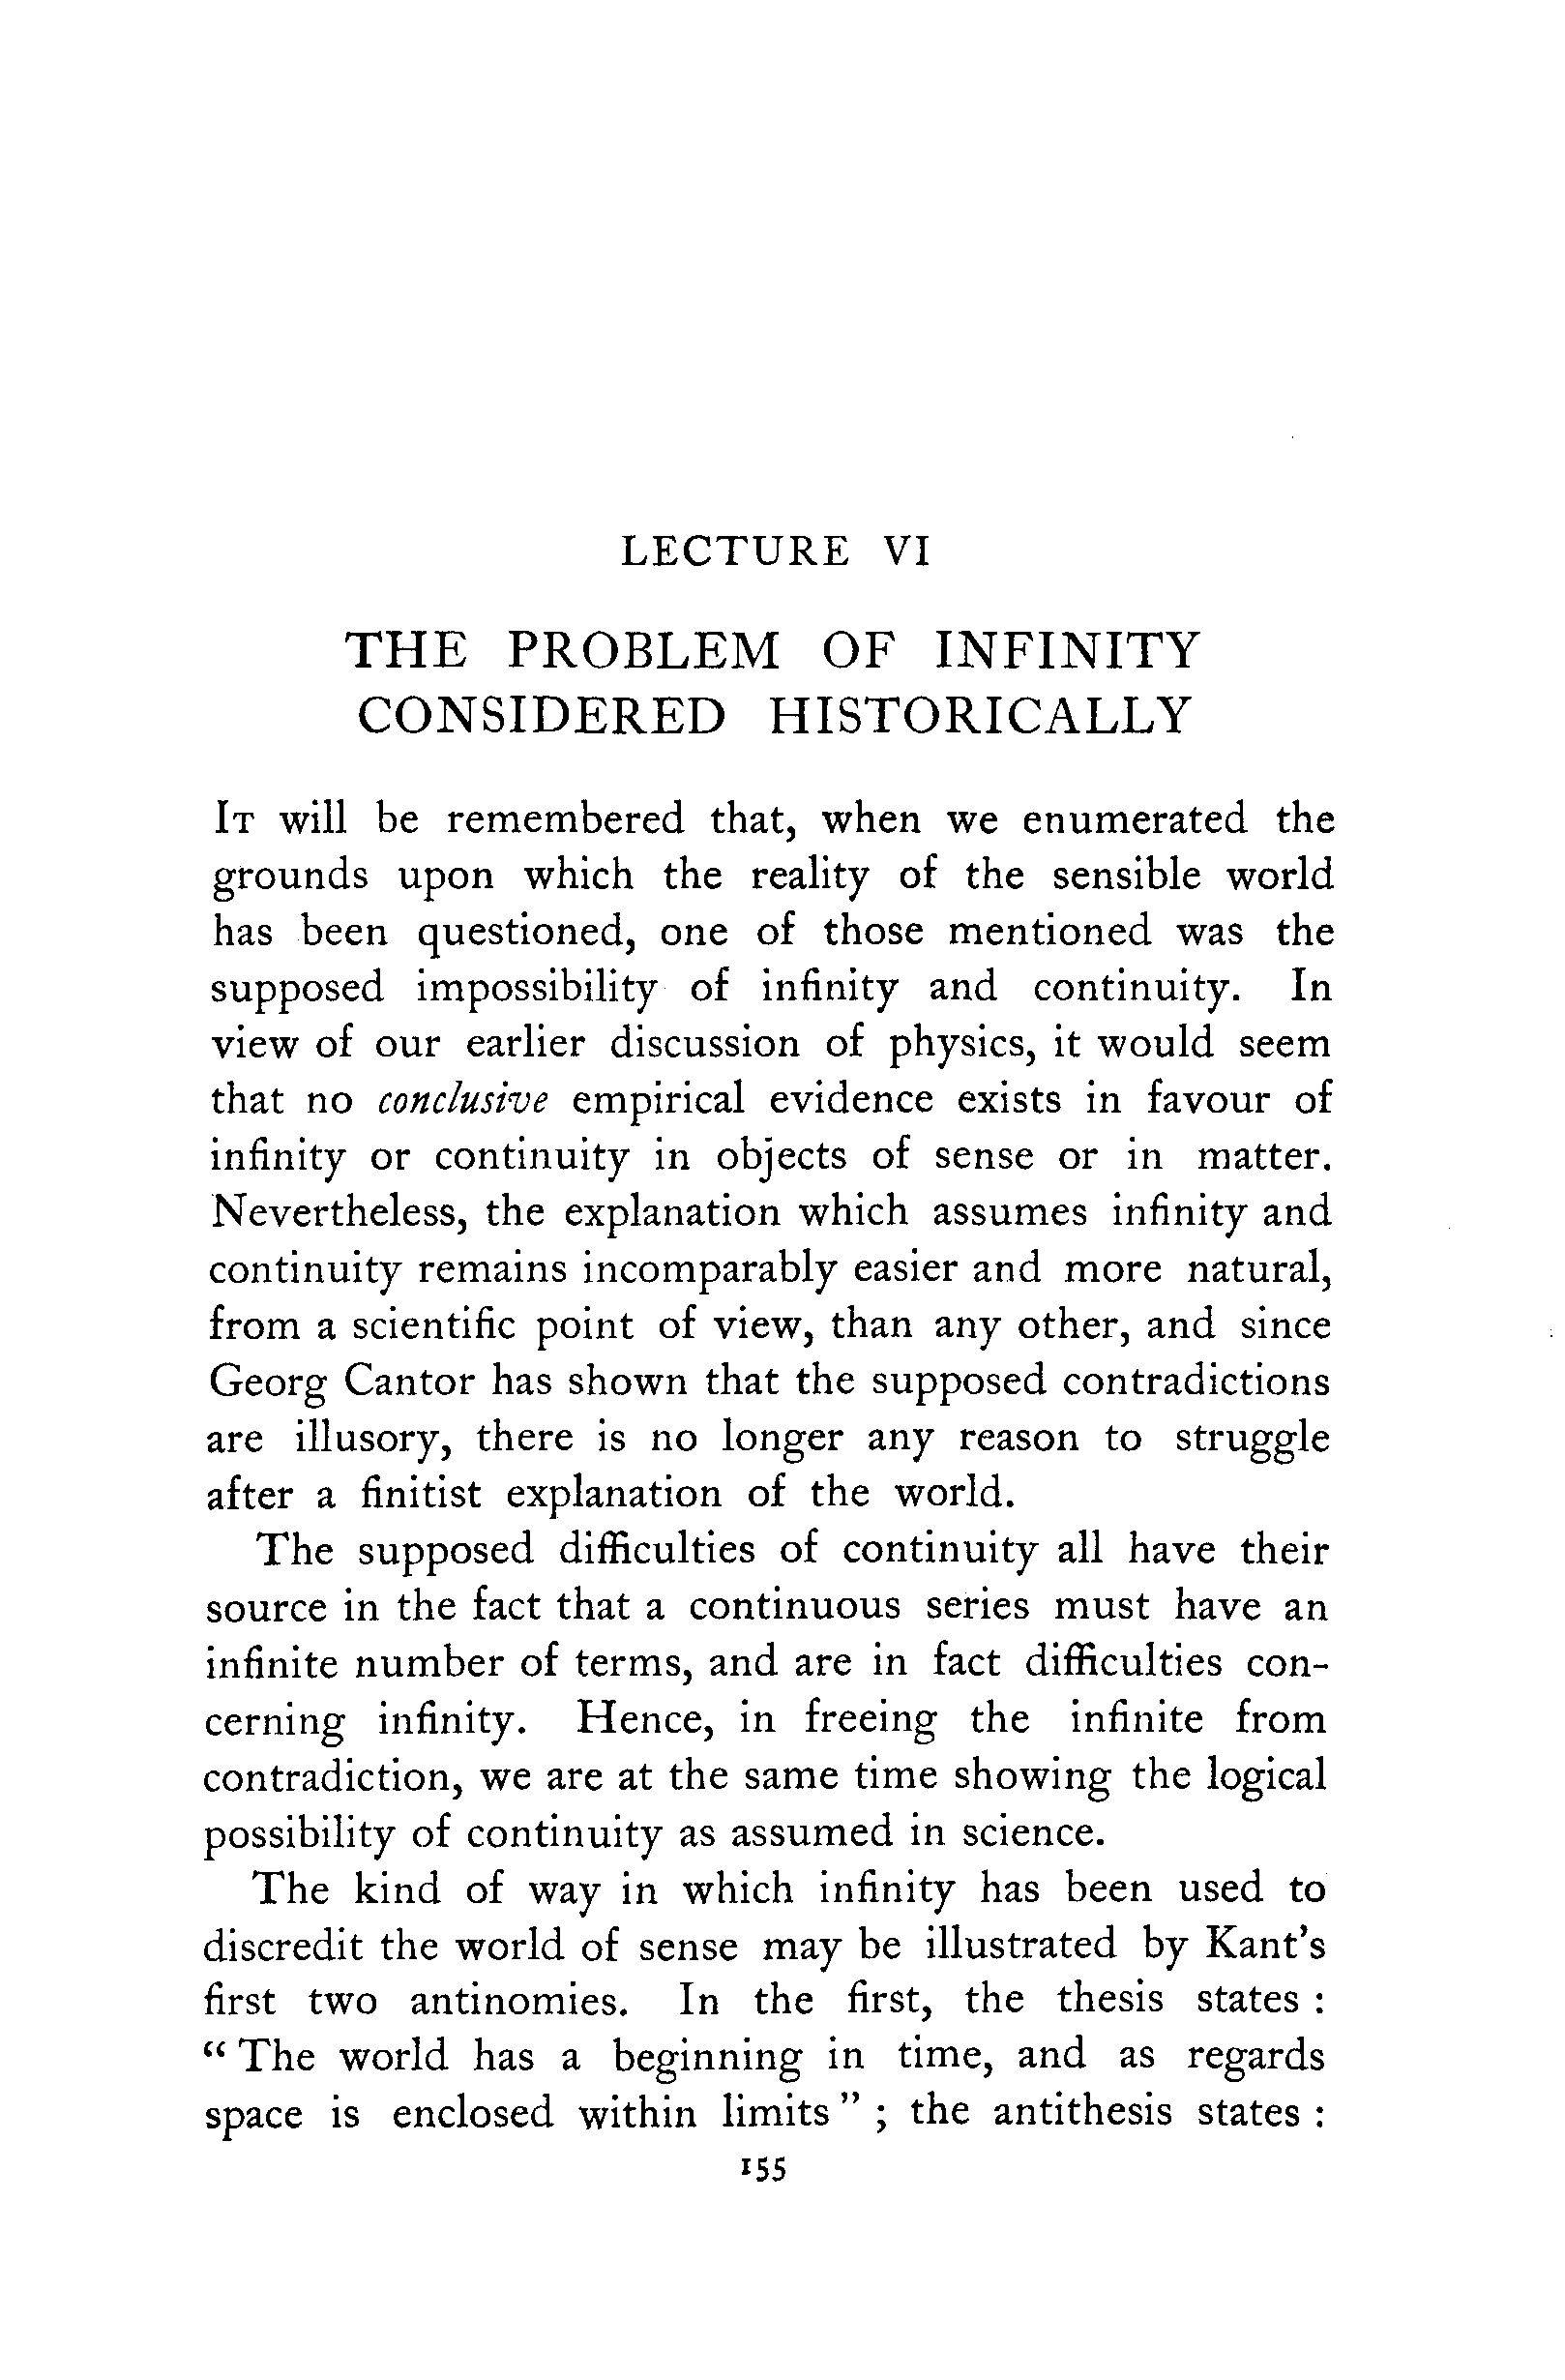 LECTURE VI
THE PROBLEM OF INFINITY
CONSIDERED HISTORICALLY
It will be remembered that, when we enumerated the
grounds upon which the reality of the sensible world
has been questioned, one of those mentioned was the
supposed impossibility of infinity and continuity. In
view of our earlier discussion of physics, it would seem
that no conclusive empirical evidence exists in favour of
infinity or continuity in objects of sense or in matter.
Nevertheless, the explanation which assumes infinity and
continuity remains incomparably easier and more natural,
from a scientific point of view, than any other, and since
Georg Cantor has shown that the supposed contradictions
are illusory, there is no longer any reason to struggle
after a finitist explanation of the world.
The supposed difficulties of continuity all have their
source in the fact that a continuous series must have an
infinite number of terms, and are in fact difficulties con-
cerning infinity. Hence, in freeing the infinite from
contradiction, we are at the same time showing the logical
possibility of continuity as assumed in science.
The kind of way in which infinity has been used to
discredit the world of sense may be illustrated by Kant's
first two antinomies. In the first, the thesis states :
“ The world has a beginning in time, and as regards
space is enclosed within limits ” ; the antithesis states :
155